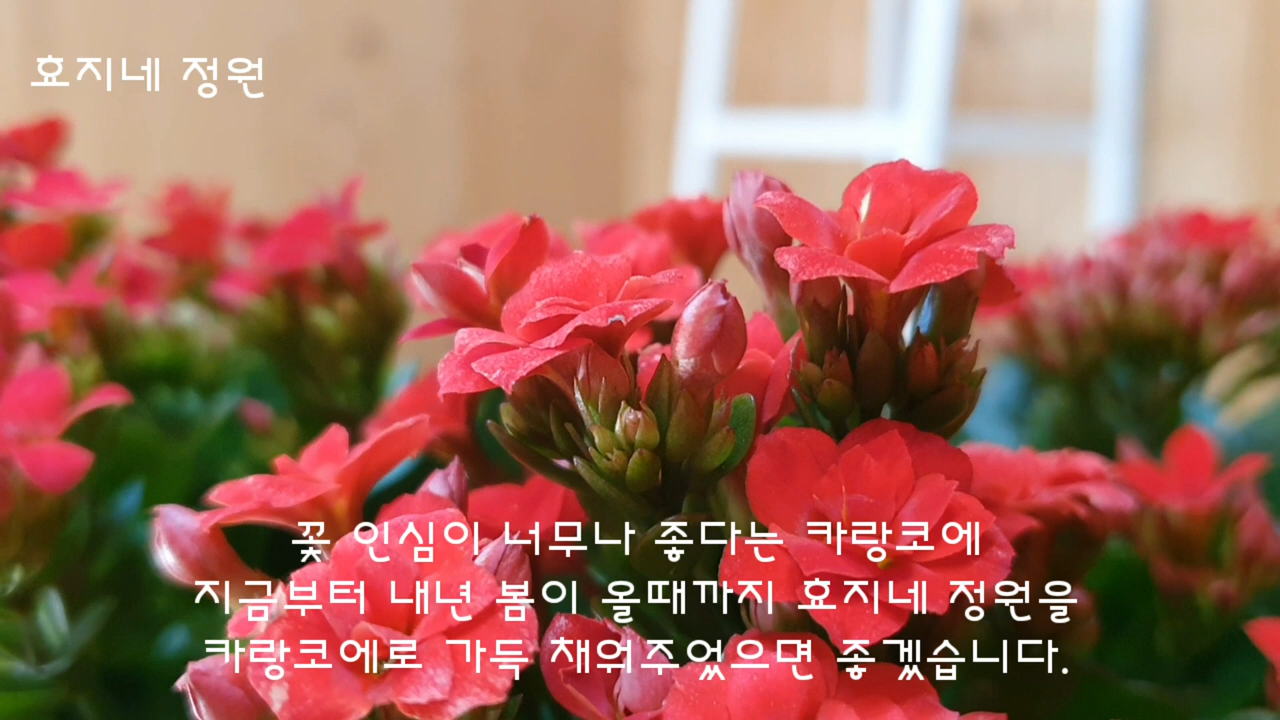 효지네 정원
꽃 인심이 너무나 좋다는 카랑코에
지금부터 내년 봄이 올때까지 효지네 정원을
카랑코에로 가득 채워주었으면 좋겠습니다.